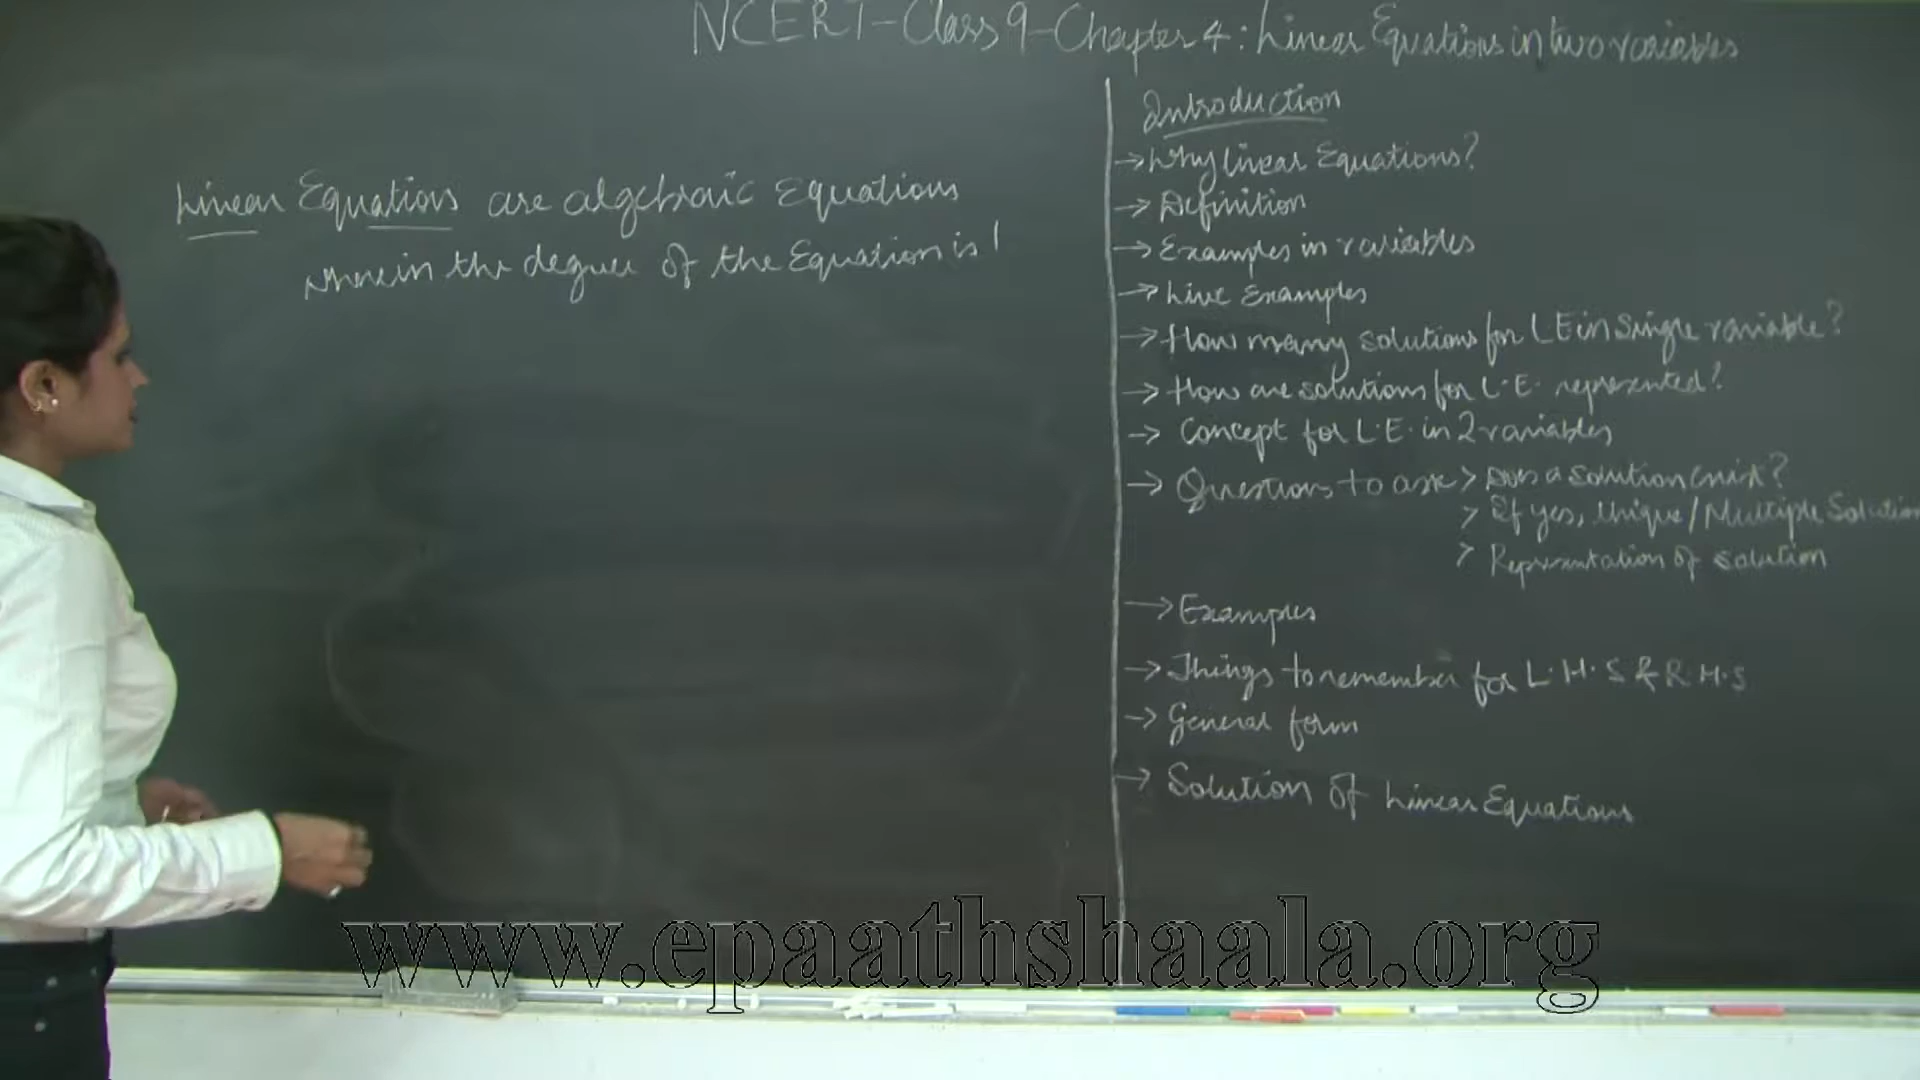 NCERT-Class 9-Chapter 4: Linear Equations in two variables
Linear Equations are algebraic Equations
wherein the degree of the Equation is 1
Introduction
→ Why linear Equations?
→ Definition
→ Examples in variables
→ Live Examples
→ How many solutions for L E in Single variable?
→ How are solutions for L.E. represented?
→ Concept for L.E. in 2 variables
→ Questions to ask > Does a solution exist?
> If yes, Unique/Multiple Solution
> Representation of solution
→ Examples
→ Things to remember for L.H.S & R.H.S
→ General form
→ Solution of Linear Equations
www.epaathshaala.org